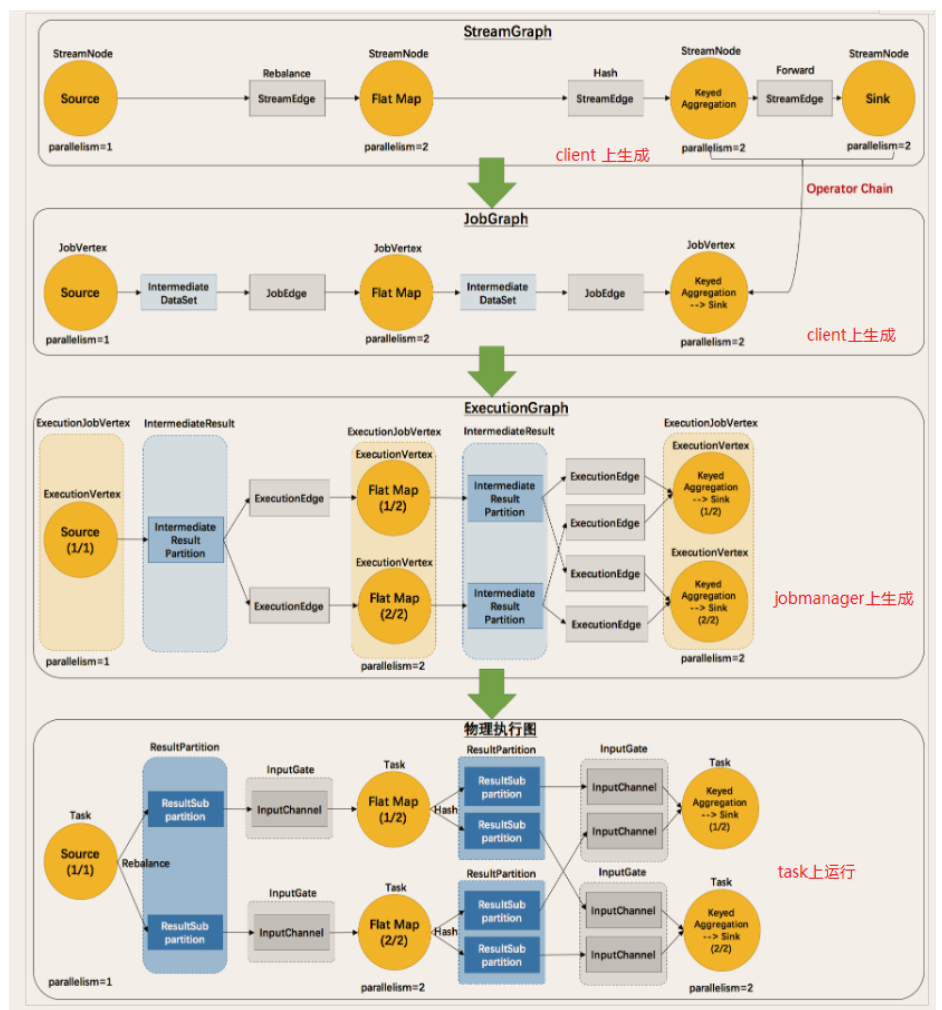 StreamGraph
StreamNode
StreamNode
StreamNode
StreamNode
Rebalance
Hash
Forward
Source
StreamEdge
Flat Map
StreamEdge
Keyed
Aggregation
StreamEdge
Sink
parallelism=1
parallelism=2
parallelism=2
parallelism=2
client 上生成
Operator Chain
JobGraph
JobVertex
JobVertex
JobVertex
Source
Intermediate
DataSet
JobEdge
Flat Map
Intermediate
DataSet
JobEdge
Keyed
Aggregation
--> Sink
parallelism=1
parallelism=2
parallelism=2
client上生成
ExecutionGraph
ExecutionJobVertex
IntermediateResult
ExecutionJobVertex
IntermediateResult
ExecutionJobVertex
ExecutionVertex
Source
(1/1)
Intermediate
Result
Partition
ExecutionEdge
ExecutionEdge
ExecutionVertex
Flat Map
(1/2)
ExecutionVertex
Flat Map
(2/2)
Intermediate
Result
Partition
Intermediate
Result
Partition
ExecutionEdge
ExecutionEdge
ExecutionEdge
ExecutionEdge
ExecutionVertex
Keyed
Aggregation
--> Sink
(1/2)
ExecutionVertex
Keyed
Aggregation
--> Sink
(2/2)
jobmanager上生成
parallelism=1
parallelism=2
parallelism=2
物理执行图
ResultPartition
Task
Source
(1/1)
Rebalance
ResultSub
partition
ResultSub
partition
InputGate
InputChannel
InputGate
InputChannel
Task
Flat Map
(1/2)
Hash
Task
Flat Map
(2/2)
Hash
ResultPartition
ResultSub
partition
ResultSub
partition
ResultPartition
ResultSub
partition
ResultSub
partition
InputGate
InputChannel
InputChannel
InputGate
InputChannel
InputChannel
Task
Keyed
Aggregation
--> Sink
(1/2)
Task
Keyed
Aggregation
--> Sink
(2/2)
task上运行
parallelism=1
parallelism=2
parallelism=2